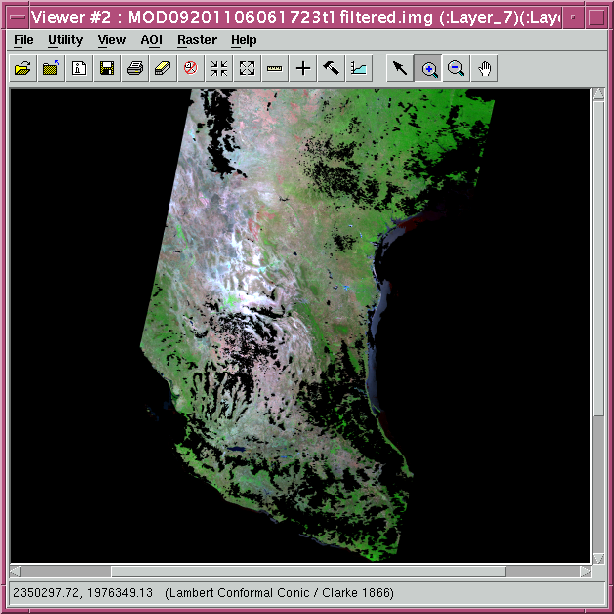 Viewer #2 : MOD09201106061723t1filtered.img (:Layer_7)(:Lay
File Utility View AOI Raster Help
2350297.72, 1976349.13 (Lambert Conformal Conic / Clarke 1866)